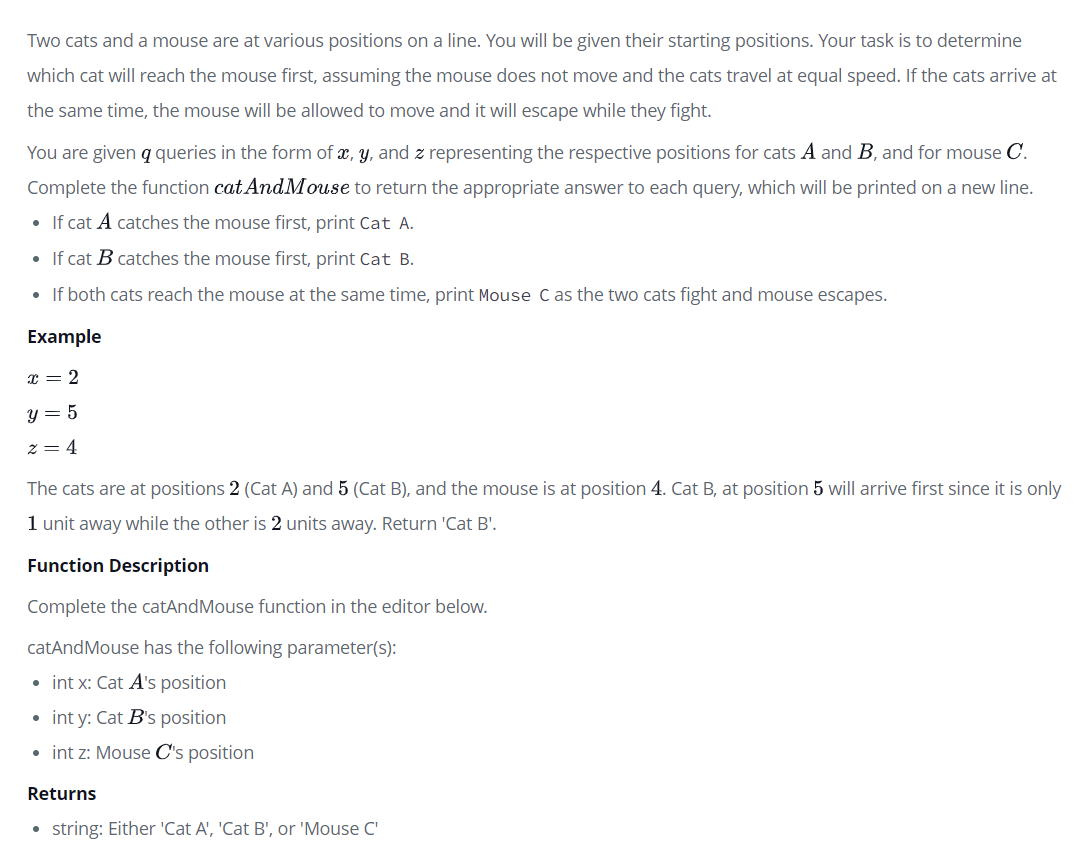 Two cats and a mouse are at various positions on a line. You will be given their starting positions. Your task is to determine
which cat will reach the mouse first, assuming the mouse does not move and the cats travel at equal speed. If the cats arrive at
the same time, the mouse will be allowed to move and it will escape while they fight.
You are given q queries in the form of x, y, and z representing the respective positions for cats A and B, and for mouse C.
Complete the function catAndMouse to return the appropriate answer to each query, which will be printed on a new line.
• If cat A catches the mouse first, print Cat A.
• If cat B catches the mouse first, print Cat B.
• If both cats reach the mouse at the same time, print Mouse C as the two cats fight and mouse escapes.
Example
x = 2
y = 5
z = 4
The cats are at positions 2 (Cat A) and 5 (Cat B), and the mouse is at position 4. Cat B, at position 5 will arrive first since it is only
1 unit away while the other is 2 units away. Return 'Cat B'.
Function Description
Complete the catAndMouse function in the editor below.
catAndMouse has the following parameter(s):
• int x: Cat A's position
• int y: Cat B's position
• int z: Mouse C's position
Returns
• string: Either 'Cat A', 'Cat B', or 'Mouse C'